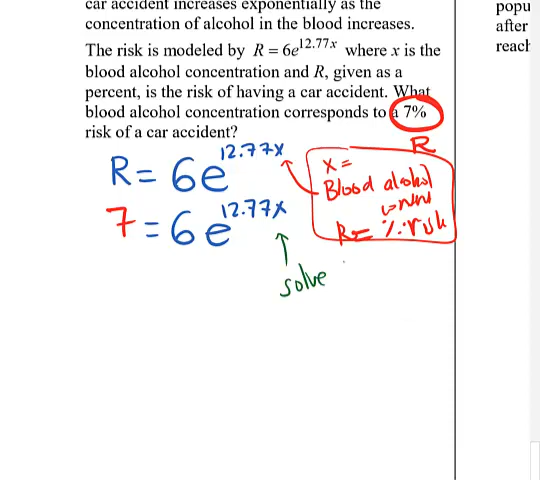 car accident increases exponentially as the
concentration of alcohol in the blood increases.
The risk is modeled by R = 6e^{12.77x} where x is the
blood alcohol concentration and R, given as a
percent, is the risk of having a car accident. What
blood alcohol concentration corresponds to a 7%
risk of a car accident?
popu
after
reach
R
R = 6e^{12.77x}
7 = 6e^{12.77x}
x =
Blood
R = % risk
solve